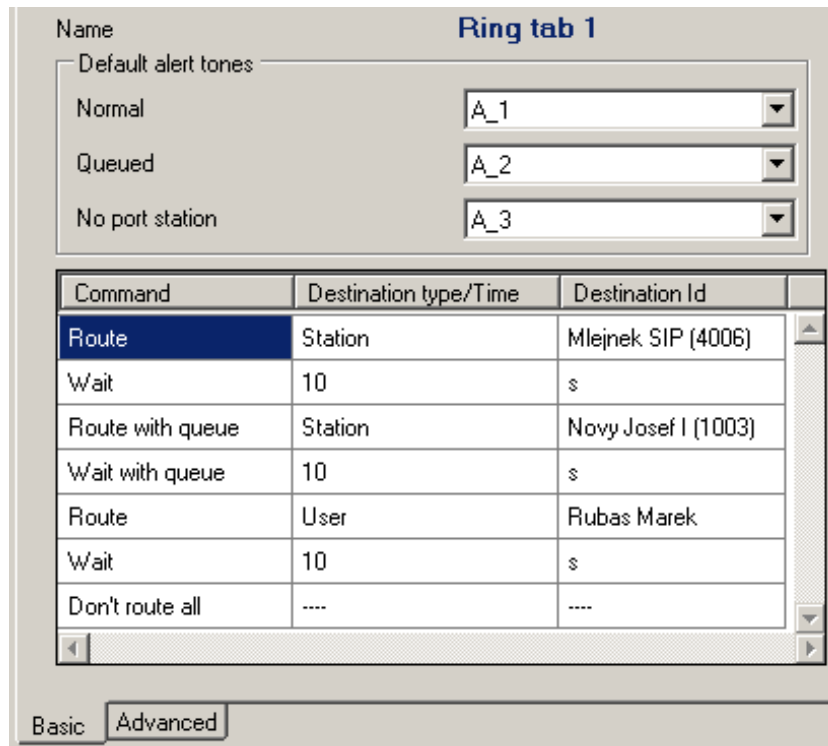 Name Ring tab 1
Default alert tones
Normal A_1
Queued A_2
No port station A_3
Command Destination type/Time Destination Id
Route Station Mlejnek SIP (4006)
Wait 10 s
Route with queue Station Novy Josef I (1003)
Wait with queue 10 s
Route User Rubas Marek
Wait 10 s
Don't route all ---- ----
Basic Advanced